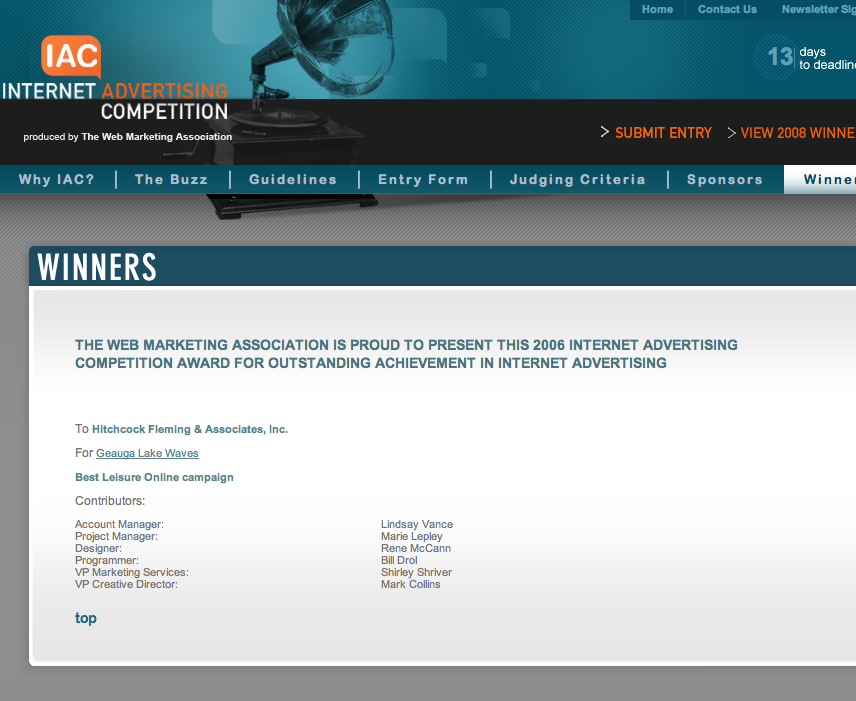 Home
Contact Us
Newsletter Sig
IAC
13 days
to deadline
INTERNET ADVERTISING
COMPETITION
produced by The Web Marketing Association
> SUBMIT ENTRY
> VIEW 2008 WINNE
Why IAC? | The Buzz | Guidelines | Entry Form | Judging Criteria | Sponsors
Winner
WINNERS
THE WEB MARKETING ASSOCIATION IS PROUD TO PRESENT THIS 2006 INTERNET ADVERTISING
COMPETITION AWARD FOR OUTSTANDING ACHIEVEMENT IN INTERNET ADVERTISING
To Hitchcock Fleming & Associates, Inc.
For Geauga Lake Waves
Best Leisure Online campaign
Contributors:
Account Manager: Lindsay Vance
Project Manager: Marie Lepley
Designer: Rene McCann
Programmer: Bill Drol
VP Marketing Services: Shirley Shriver
VP Creative Director: Mark Collins
top